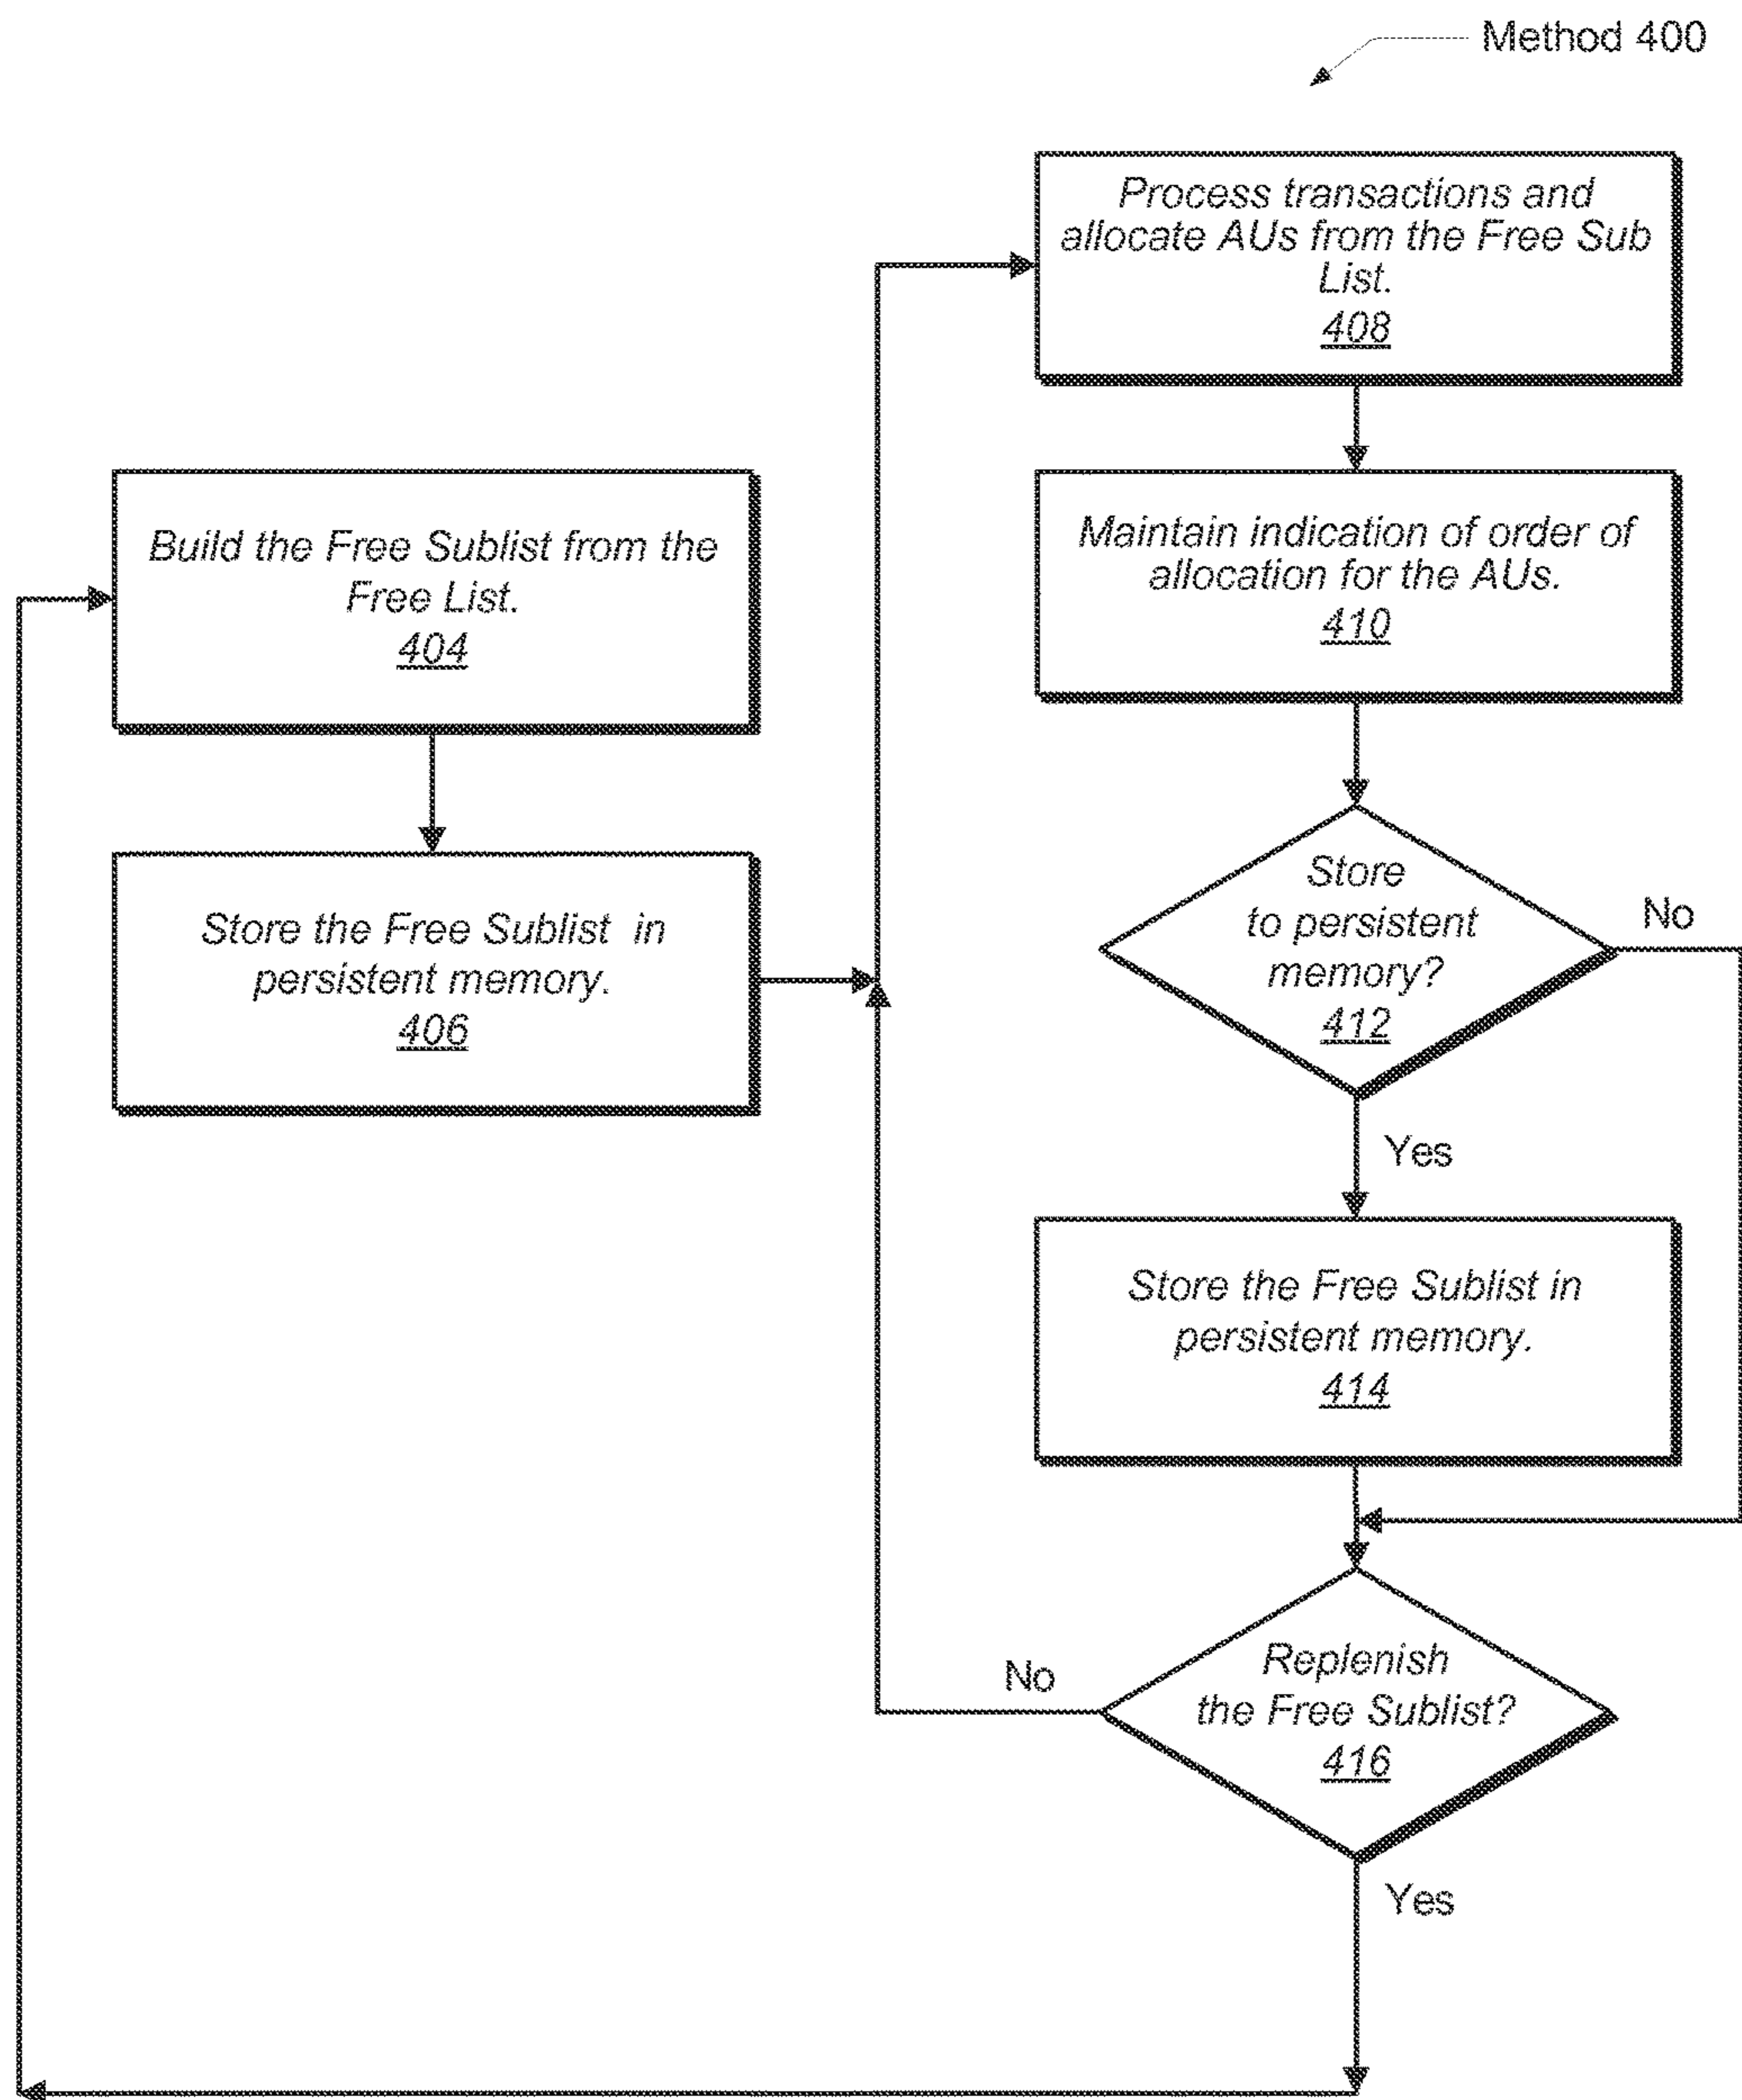 Method 400
Process transactions and
allocate AUs from the Free Sub
List.
408
Build the Free Sublist from the
Free List.
404
Maintain indication of order of
allocation for the AUs.
410
Store the Free Sublist in
persistent memory.
406
Store
to persistent
memory?
412
No
Yes
Store the Free Sublist in
persistent memory.
414
Replenish
the Free Sublist?
416
No
Yes